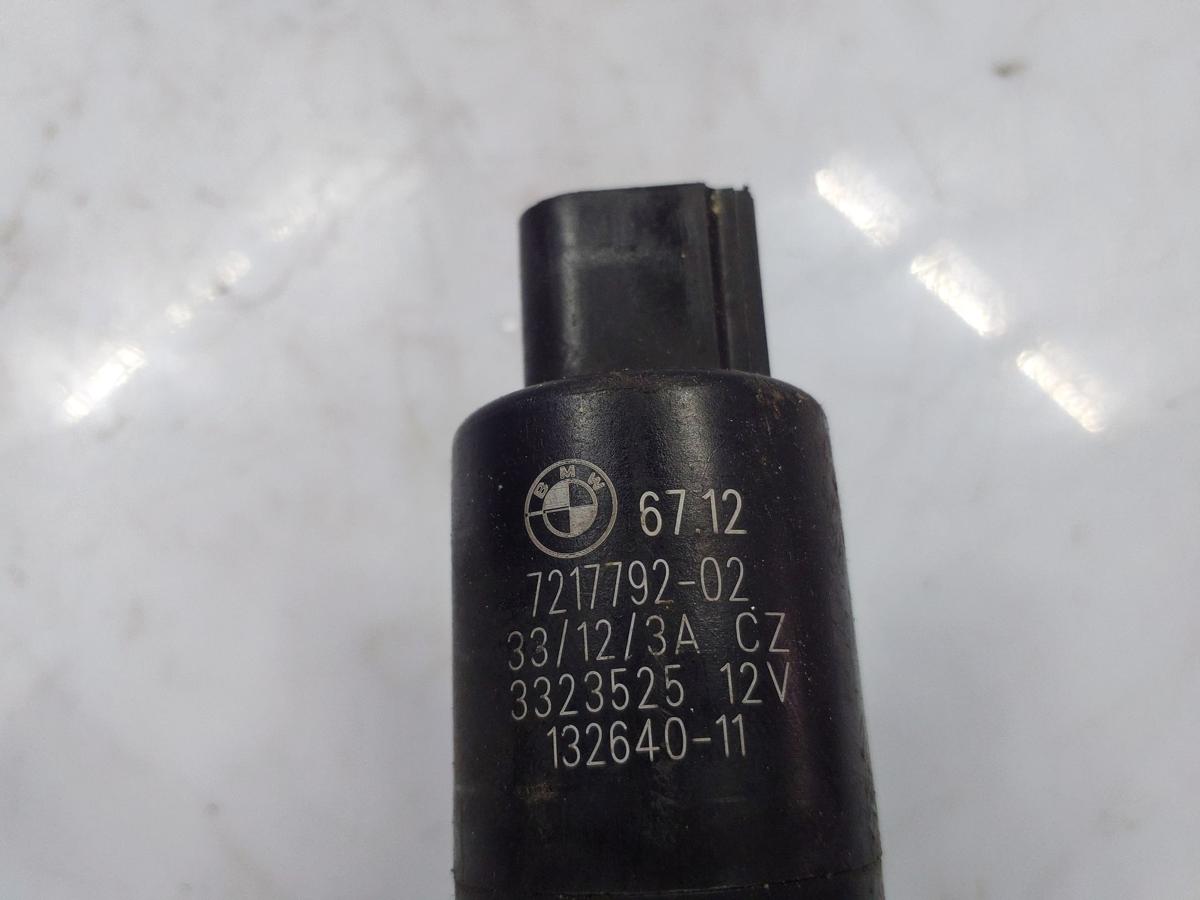 BMW 67.12
7217792-02
33/12/3A CZ
3323525 12V
132640-11